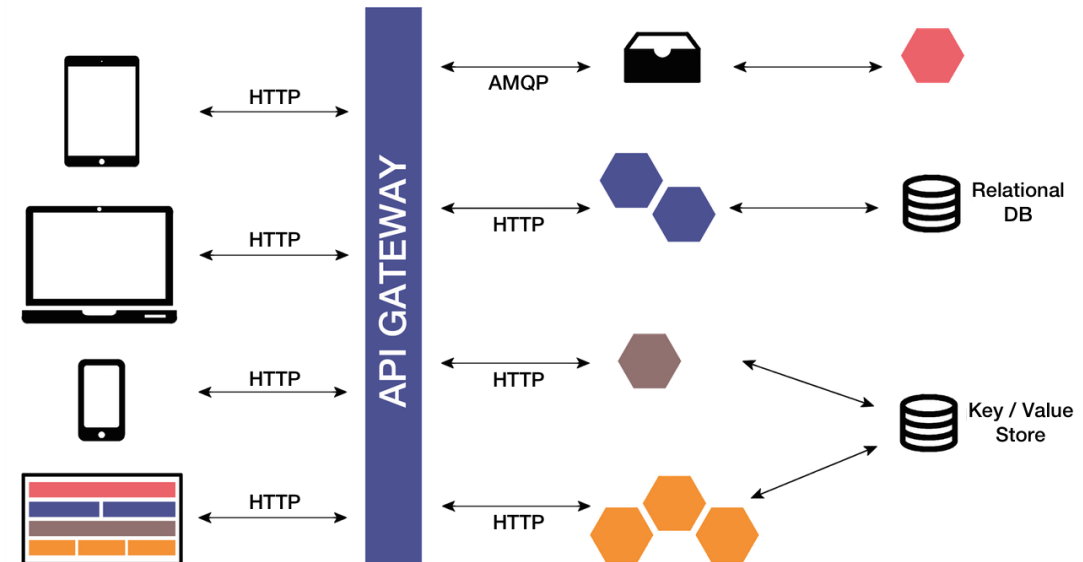 HTTP
HTTP
HTTP
HTTP
API GATEWAY
AMQP
HTTP
Relational
DB
HTTP
Key / Value
Store
HTTP